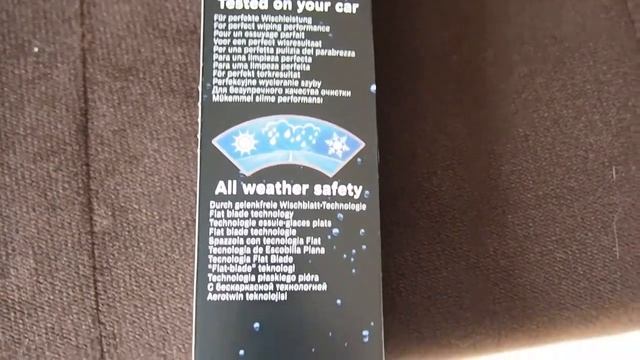 Tested on your car
Für perfekte Wischleistung
For perfect wiping performance
Pour un essuyage parfait
Voor een perfect wisresultaat
Per una perfetta pulizia del parabrezza
Para una limpieza perfecta
Para uma limpeza perfeita
För perfekt torkresultat
Perfekcyjne wycieranie szyby
Для безупречного качества очистки
Mükemmel silme performansı
All weather safety
Durch gelenkfreie Wischblatt-Technologie
Flat blade technology
Technologie essuie-glaces plats
Flat blade technologie
Spazzola con tecnologia Flat
Tecnología de Escobilla Plana
Tecnologia Flat Blade
"Flat-blade" teknologi
Technologia płaskiego pióra
С бескаркасной технологией
Aerotwin teknolojisi